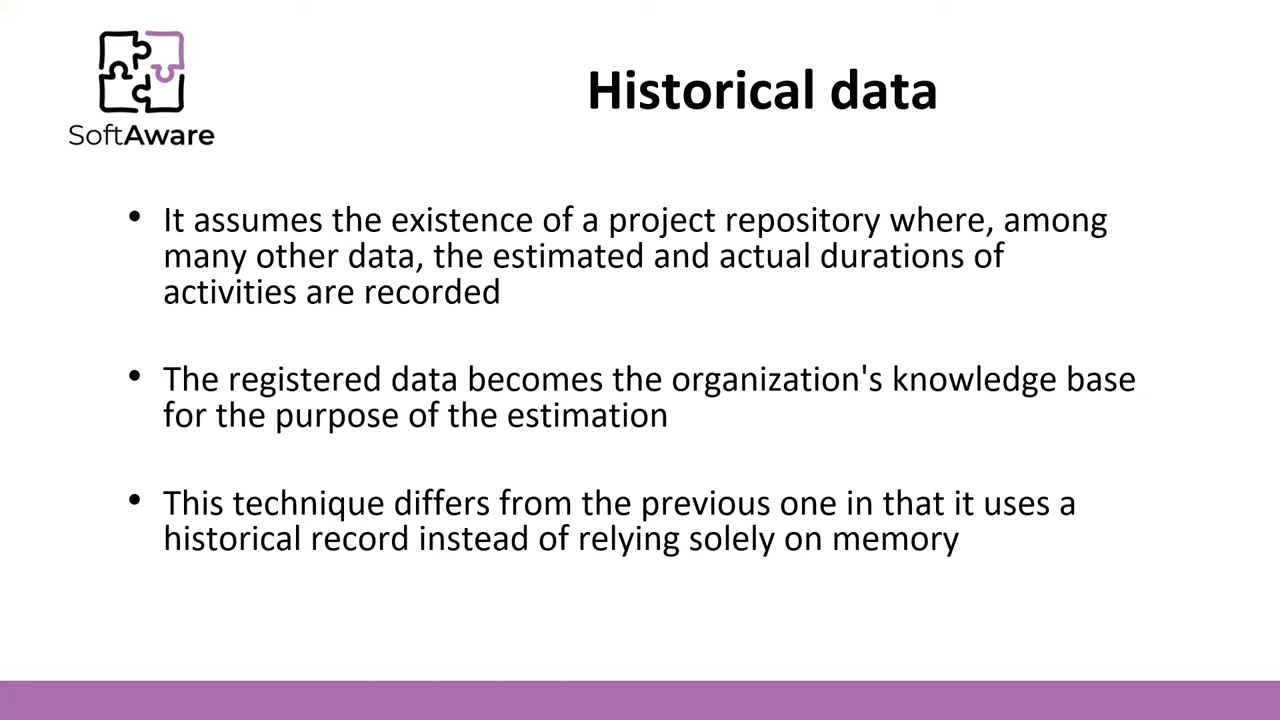 SoftAware
Historical data
• It assumes the existence of a project repository where, among
many other data, the estimated and actual durations of
activities are recorded
• The registered data becomes the organization's knowledge base
for the purpose of the estimation
• This technique differs from the previous one in that it uses a
historical record instead of relying solely on memory